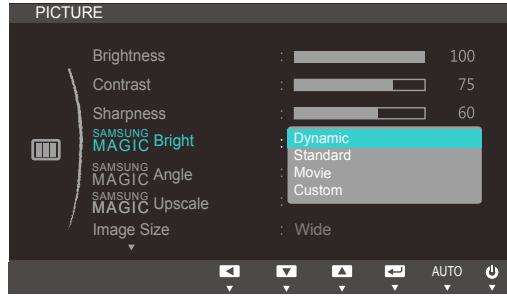 PICTURE
Brightness : 100
Contrast : 75
Sharpness : 60
SAMSUNG MAGIC Bright : Dynamic
Standard
SAMSUNG MAGIC Angle : Movie
Custom
SAMSUNG MAGIC Upscale :
Image Size : Wide
AUTO